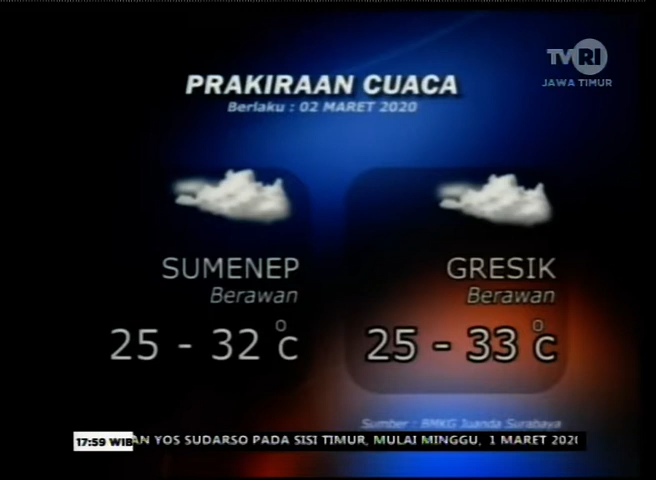 TVRI
JAWA TIMUR
PRAKIRAAN CUACA
Berlaku : 02 MARET 2020
SUMENEP
Berawan
25 - 32 °c
GRESIK
Berawan
25 - 33 °c
Sumber : BMKG Juanda Surabaya
17:59 WIB AN YOS SUDARSO PADA SISI TIMUR, MULAI MINGGU, 1 MARET 202